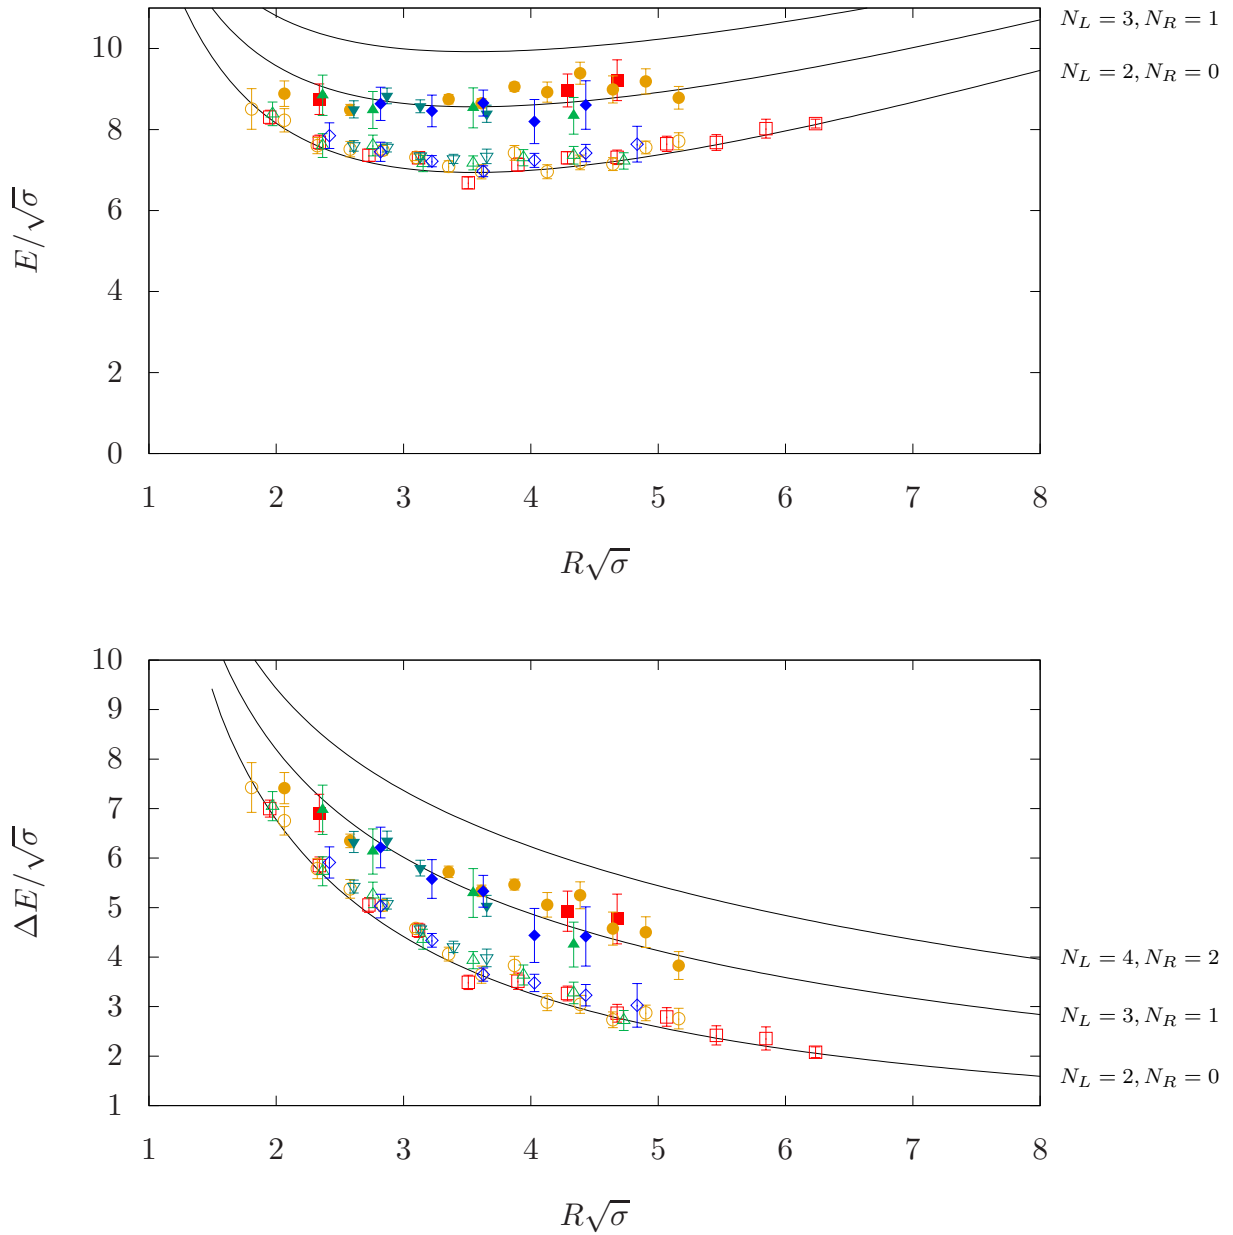 10
8
6
4
2
0
E/√σ
1 2 3 4 5 6 7 8
R√σ
N_L = 3, N_R = 1
N_L = 2, N_R = 0
10
9
8
7
6
5
4
3
2
1
ΔE/√σ
1 2 3 4 5 6 7 8
R√σ
N_L = 4, N_R = 2
N_L = 3, N_R = 1
N_L = 2, N_R = 0